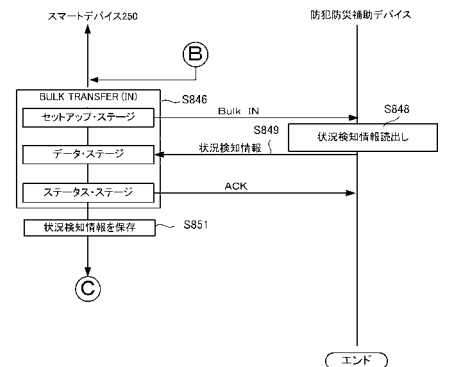 スマートデバイス250
防犯防災補助デバイス
B
BULK TRANSFER(IN)
S846
セットアップ・ステージ
Bulk IN
S848
状況検知情報読出し
S849
データ・ステージ
状況検知情報
ステータス・ステージ
ACK
状況検知情報を保存
S851
C
エンド